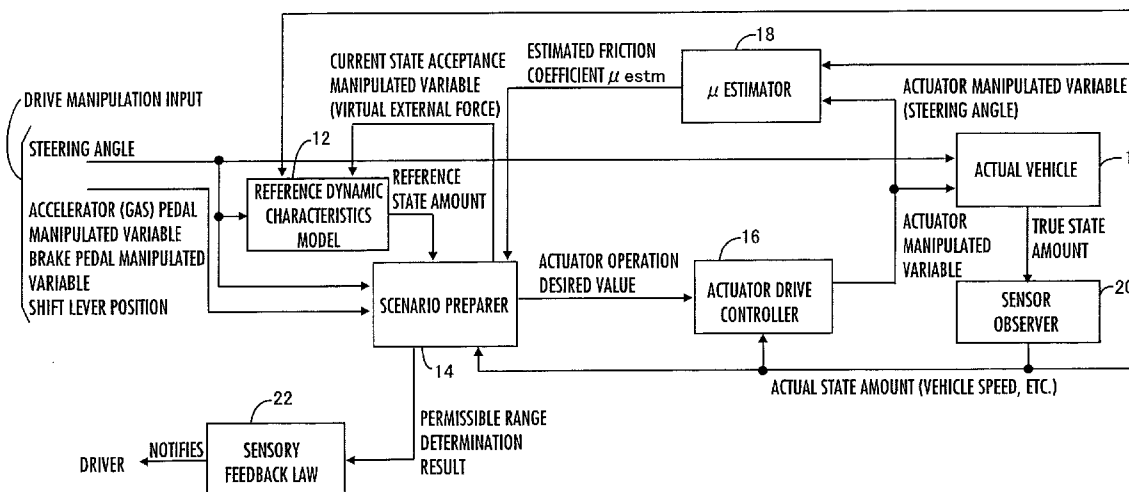 DRIVE MANIPULATION INPUT
STEERING ANGLE
ACCELERATOR (GAS) PEDAL
MANIPULATED VARIABLE
BRAKE PEDAL MANIPULATED
VARIABLE
SHIFT LEVER POSITION
CURRENT STATE ACCEPTANCE
MANIPULATED VARIABLE
(VIRTUAL EXTERNAL FORCE)
12
REFERENCE DYNAMIC
CHARACTERISTICS
MODEL
REFERENCE
STATE AMOUNT
ESTIMATED FRICTION
COEFFICIENT μ estm
18
μ ESTIMATOR
ACTUATOR MANIPULATED VARIABLE
(STEERING ANGLE)
ACTUAL VEHICLE
1
ACTUATOR
MANIPULATED
VARIABLE
TRUE STATE
AMOUNT
SCENARIO PREPARER
14
ACTUATOR OPERATION
DESIRED VALUE
16
ACTUATOR DRIVE
CONTROLLER
SENSOR
OBSERVER
20
ACTUAL STATE AMOUNT (VEHICLE SPEED, ETC.)
PERMISSIBLE RANGE
DETERMINATION
RESULT
22
SENSORY
FEEDBACK LAW
NOTIFIES
DRIVER